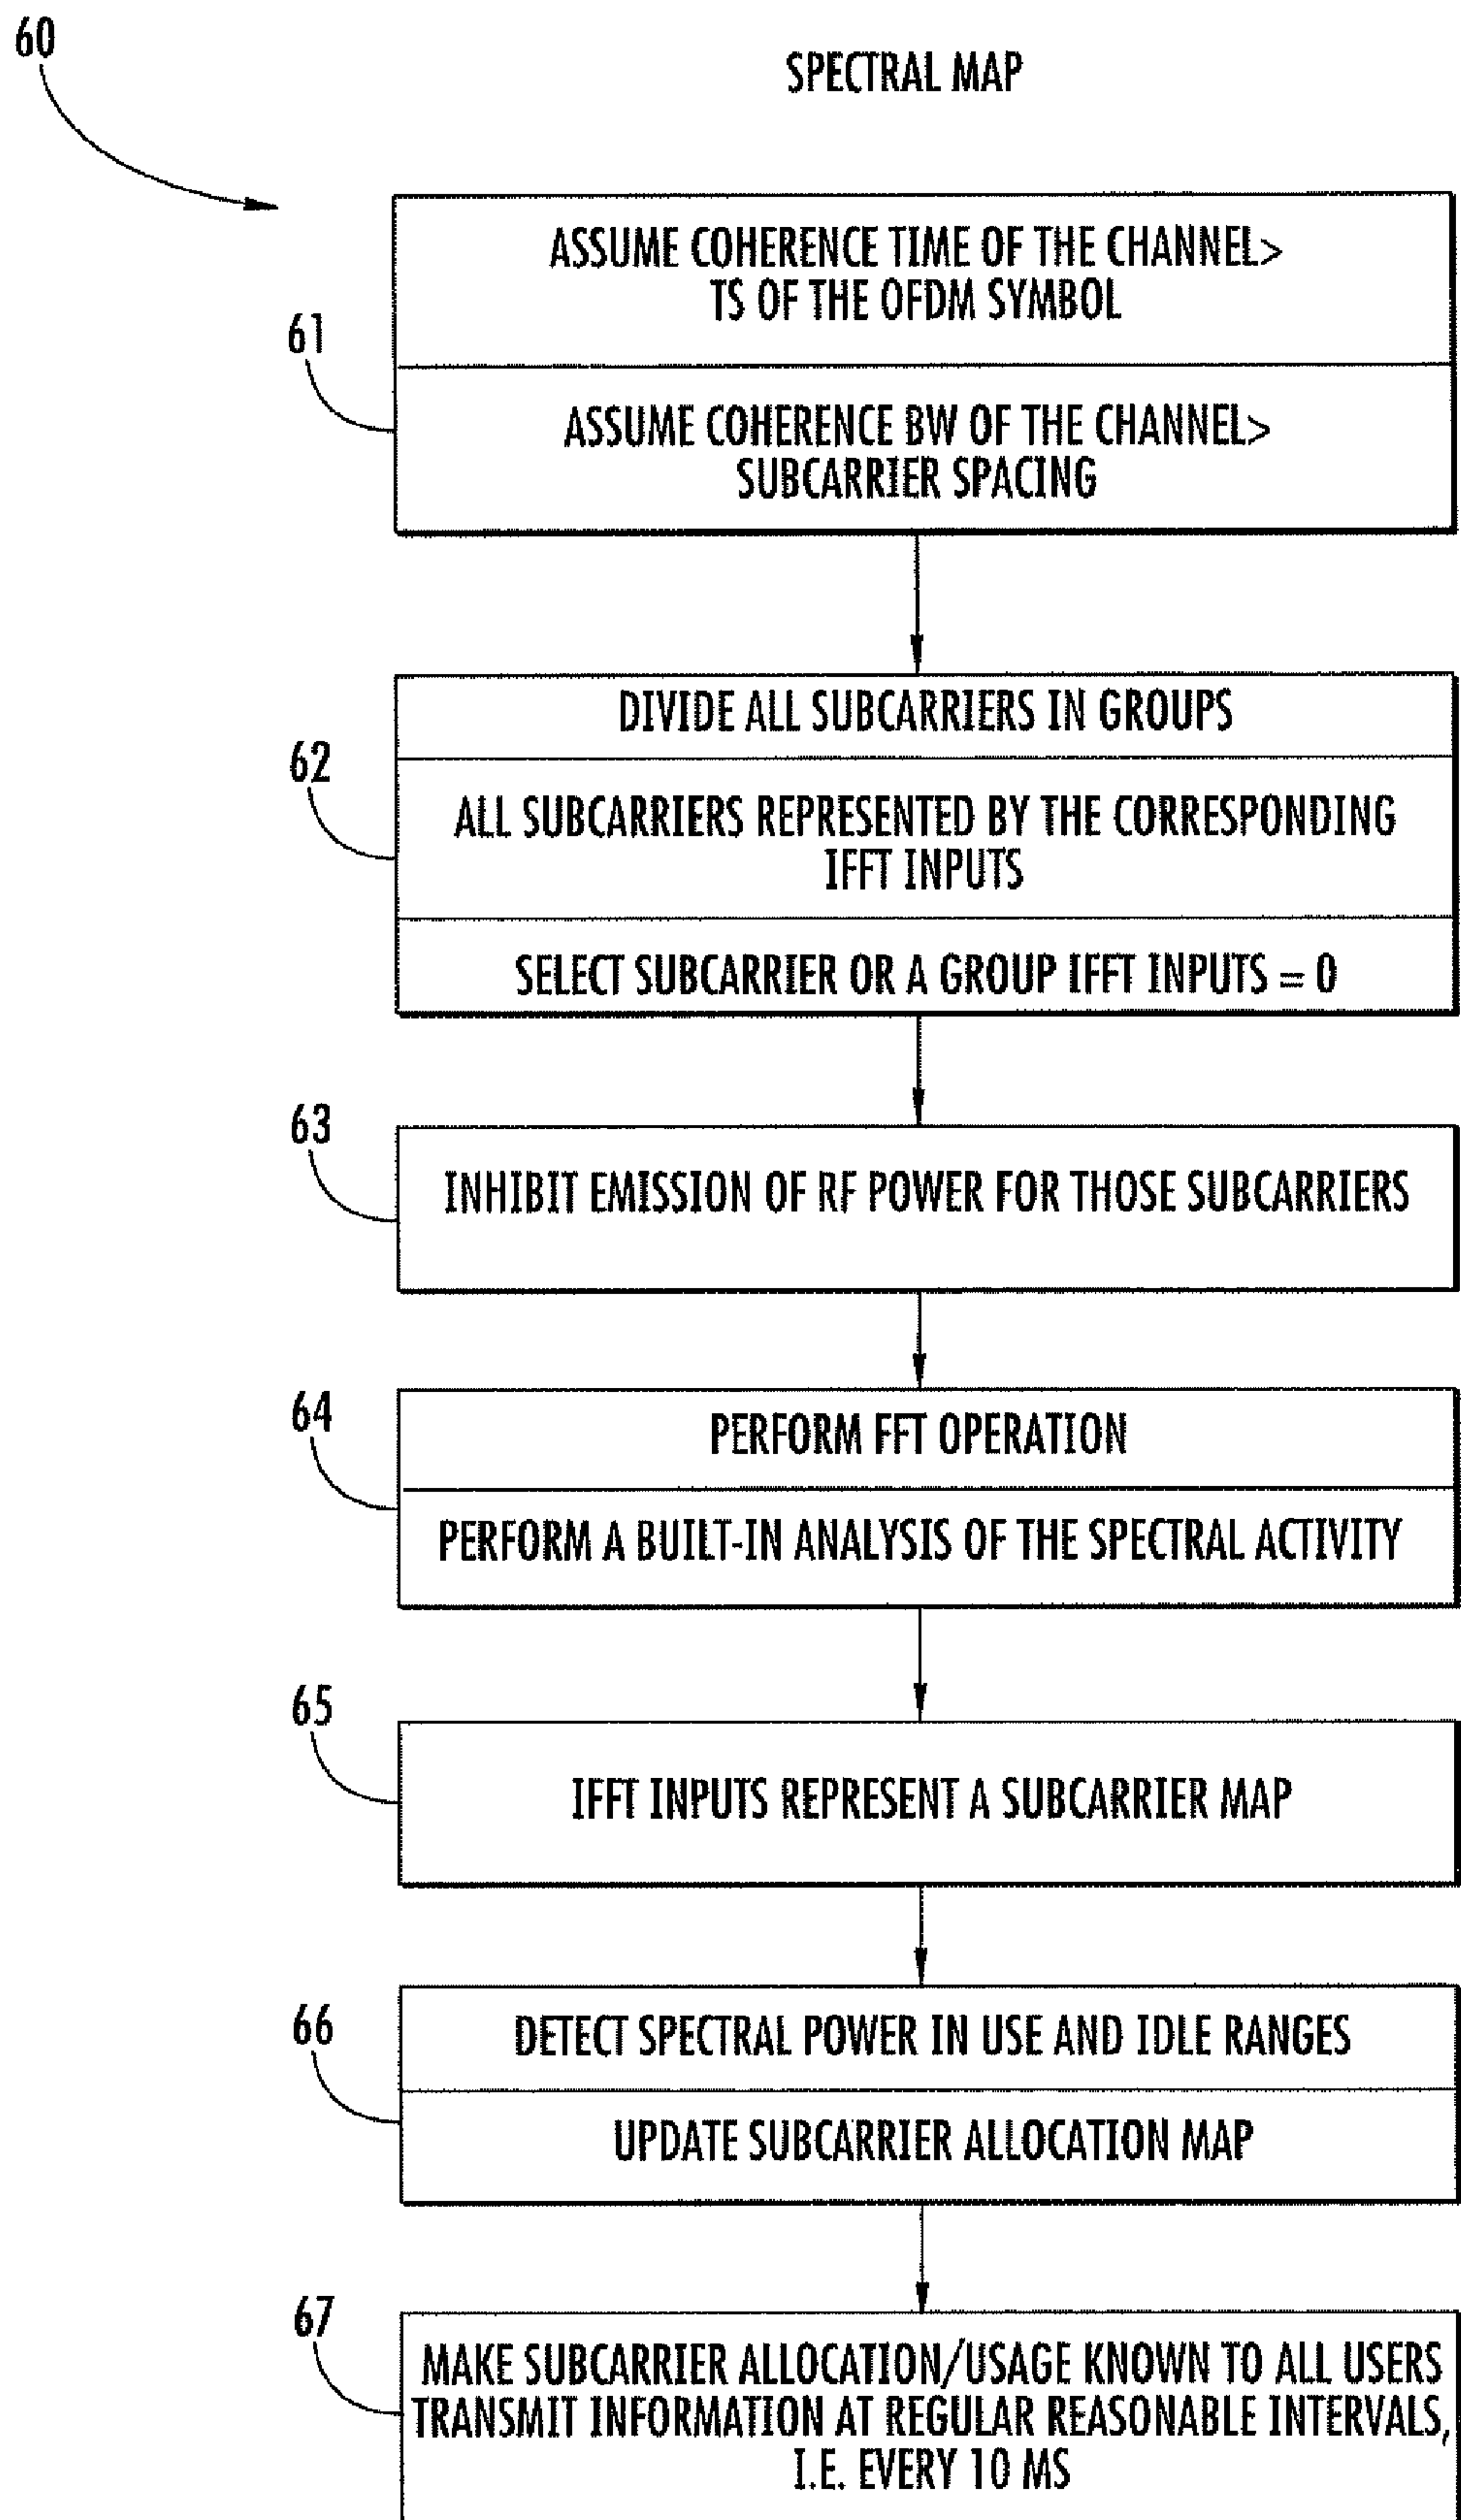 60
SPECTRAL MAP
ASSUME COHERENCE TIME OF THE CHANNEL>
TS OF THE OFDM SYMBOL
61
ASSUME COHERENCE BW OF THE CHANNEL>
SUBCARRIER SPACING
DIVIDE ALL SUBCARRIERS IN GROUPS
62
ALL SUBCARRIERS REPRESENTED BY THE CORRESPONDING
IFFT INPUTS
SELECT SUBCARRIER OR A GROUP IFFT INPUTS = 0
63
INHIBIT EMISSION OF RF POWER FOR THOSE SUBCARRIERS
64
PERFORM FFT OPERATION
PERFORM A BUILT-IN ANALYSIS OF THE SPECTRAL ACTIVITY
65
IFFT INPUTS REPRESENT A SUBCARRIER MAP
66
DETECT SPECTRAL POWER IN USE AND IDLE RANGES
UPDATE SUBCARRIER ALLOCATION MAP
67
MAKE SUBCARRIER ALLOCATION/USAGE KNOWN TO ALL USERS
TRANSMIT INFORMATION AT REGULAR REASONABLE INTERVALS,
I.E. EVERY 10 MS